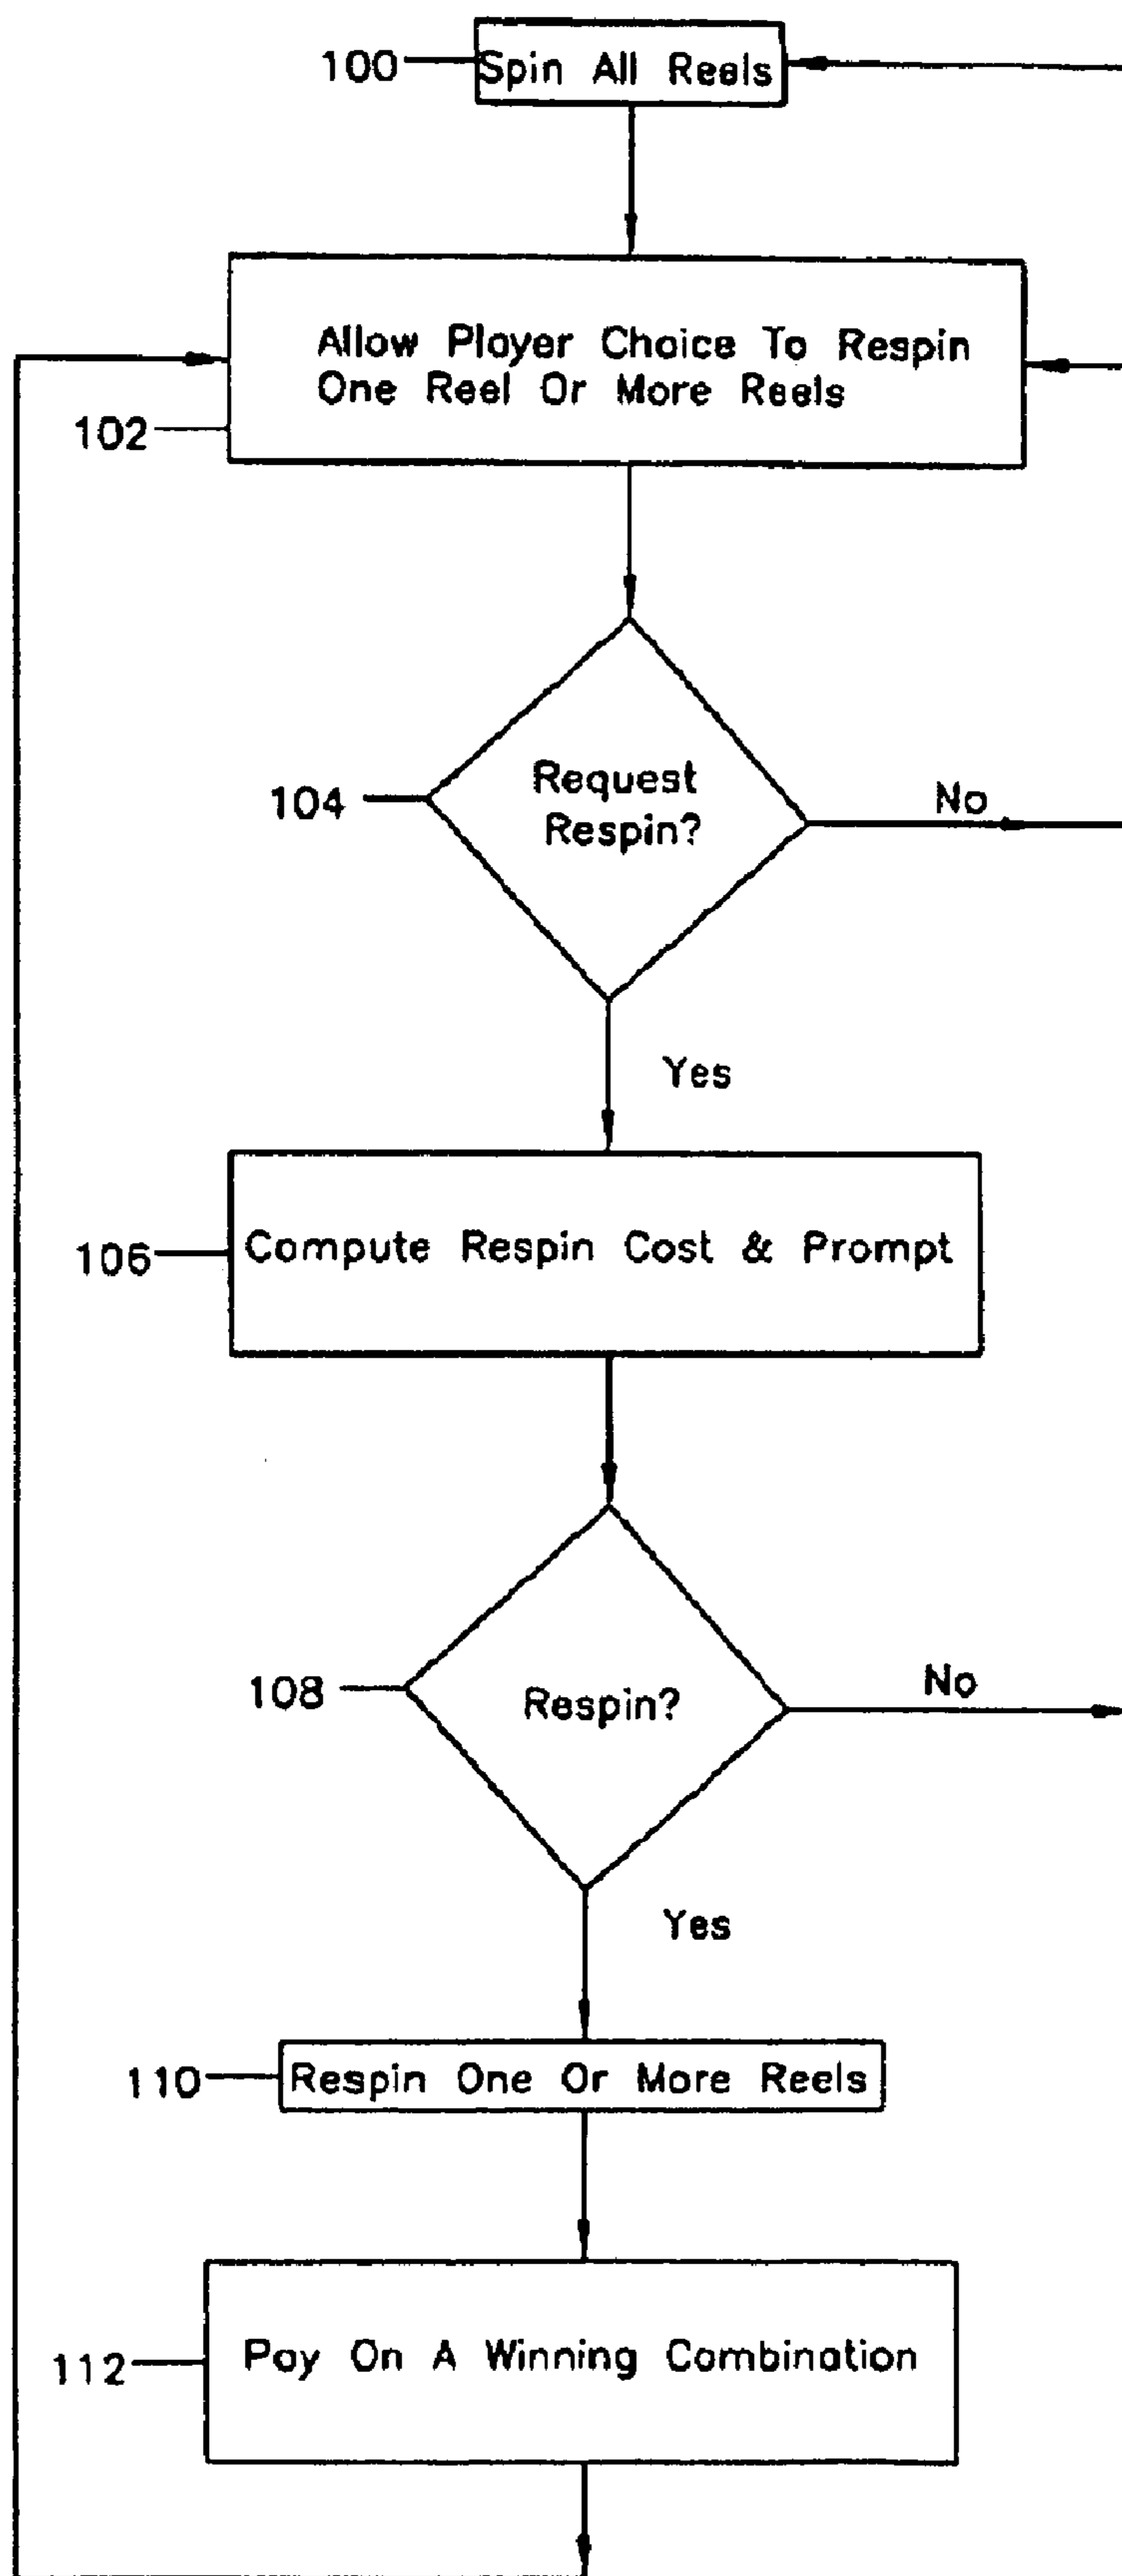 100
Spin All Reels
Allow Player Choice To Respin
One Reel Or More Reels
102
Request
Respin?
104
No
Yes
106
Compute Respin Cost & Prompt
108
Respin?
No
Yes
110
Respin One Or More Reels
112
Pay On A Winning Combination